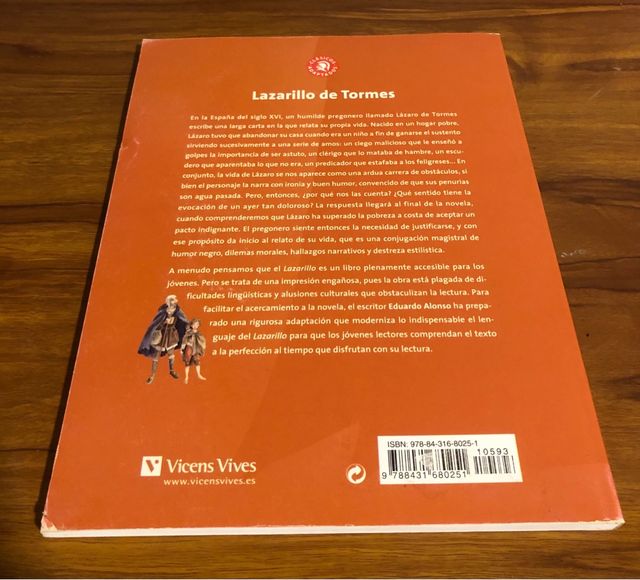 CLÁSICOS
ADAPTADOS
Lazarillo de Tormes
En la España del siglo XVI, un humilde pregonero llamado Lázaro de Tormes
escribe una larga carta en la que relata su propia vida. Nacido en un hogar pobre,
Lázaro tuvo que abandonar su casa cuando era un niño a fin de ganarse el sustento
sirviendo sucesivamente a una serie de amos: un ciego malicioso que le enseñó a
golpes la importancia de ser astuto, un clérigo que lo mataba de hambre, un escu-
dero que aparentaba lo que no era, un predicador que estafaba a los feligreses... En
conjunto, la vida de Lázaro se nos aparece como una ardua carrera de obstáculos, si
bien el personaje la narra con ironía y buen humor, convencido de que sus penurias
son agua pasada. Pero, entonces, ¿por qué nos las cuenta? ¿Qué sentido tiene la
evocación de un ayer tan doloroso? La respuesta llegará al final de la novela,
cuando comprenderemos que Lázaro ha superado la pobreza a costa de aceptar un
pacto indignante. El pregonero siente entonces la necesidad de justificarse, y con
ese propósito da inicio al relato de su vida, que es una conjugación magistral de
humor negro, dilemas morales, hallazgos narrativos y destreza estilística.
A menudo pensamos que el Lazarillo es un libro plenamente accesible para los
jóvenes. Pero se trata de una impresión engañosa, pues la obra está plagada de di-
ficultades lingüísticas y alusiones culturales que obstaculizan la lectura. Para
facilitar el acercamiento a la novela, el escritor Eduardo Alonso ha prepa-
rado una rigurosa adaptación que moderniza lo indispensable el len-
guaje del Lazarillo para que los jóvenes lectores comprendan el texto
a la perfección al tiempo que disfrutan con su lectura.
Vicens Vives
www.vicensvives.es
ISBN: 978-84-316-8025-1
10593
9 788431 680251